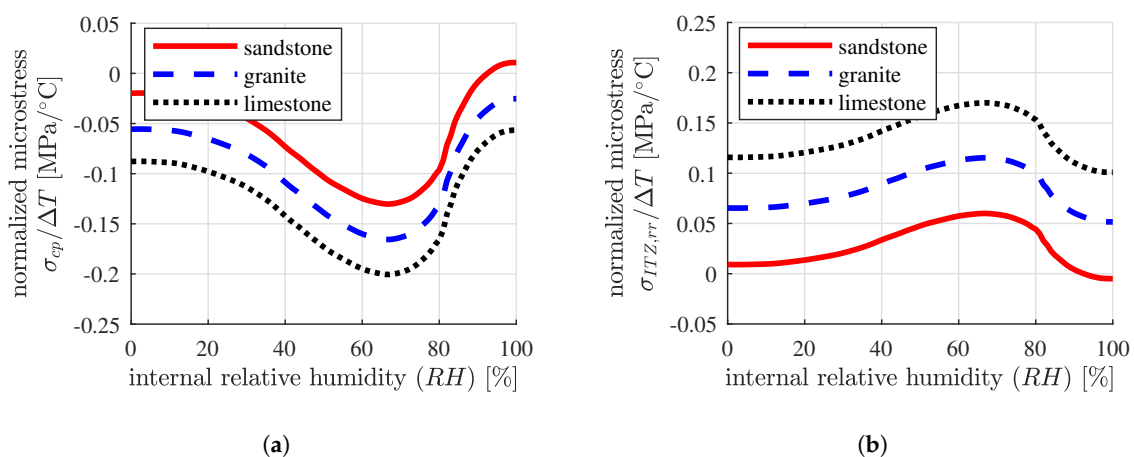 normalized microstress
σcp/ΔT [MPa/°C]
0.05
0
-0.05
-0.1
-0.15
-0.2
-0.25
sandstone
granite
limestone
0 20 40 60 80 100
internal relative humidity (RH) [%]
(a)
normalized microstress
σITZ,rr/ΔT [MPa/°C]
0.25
0.2
0.15
0.1
0.05
0
-0.05
sandstone
granite
limestone
0 20 40 60 80 100
internal relative humidity (RH) [%]
(b)